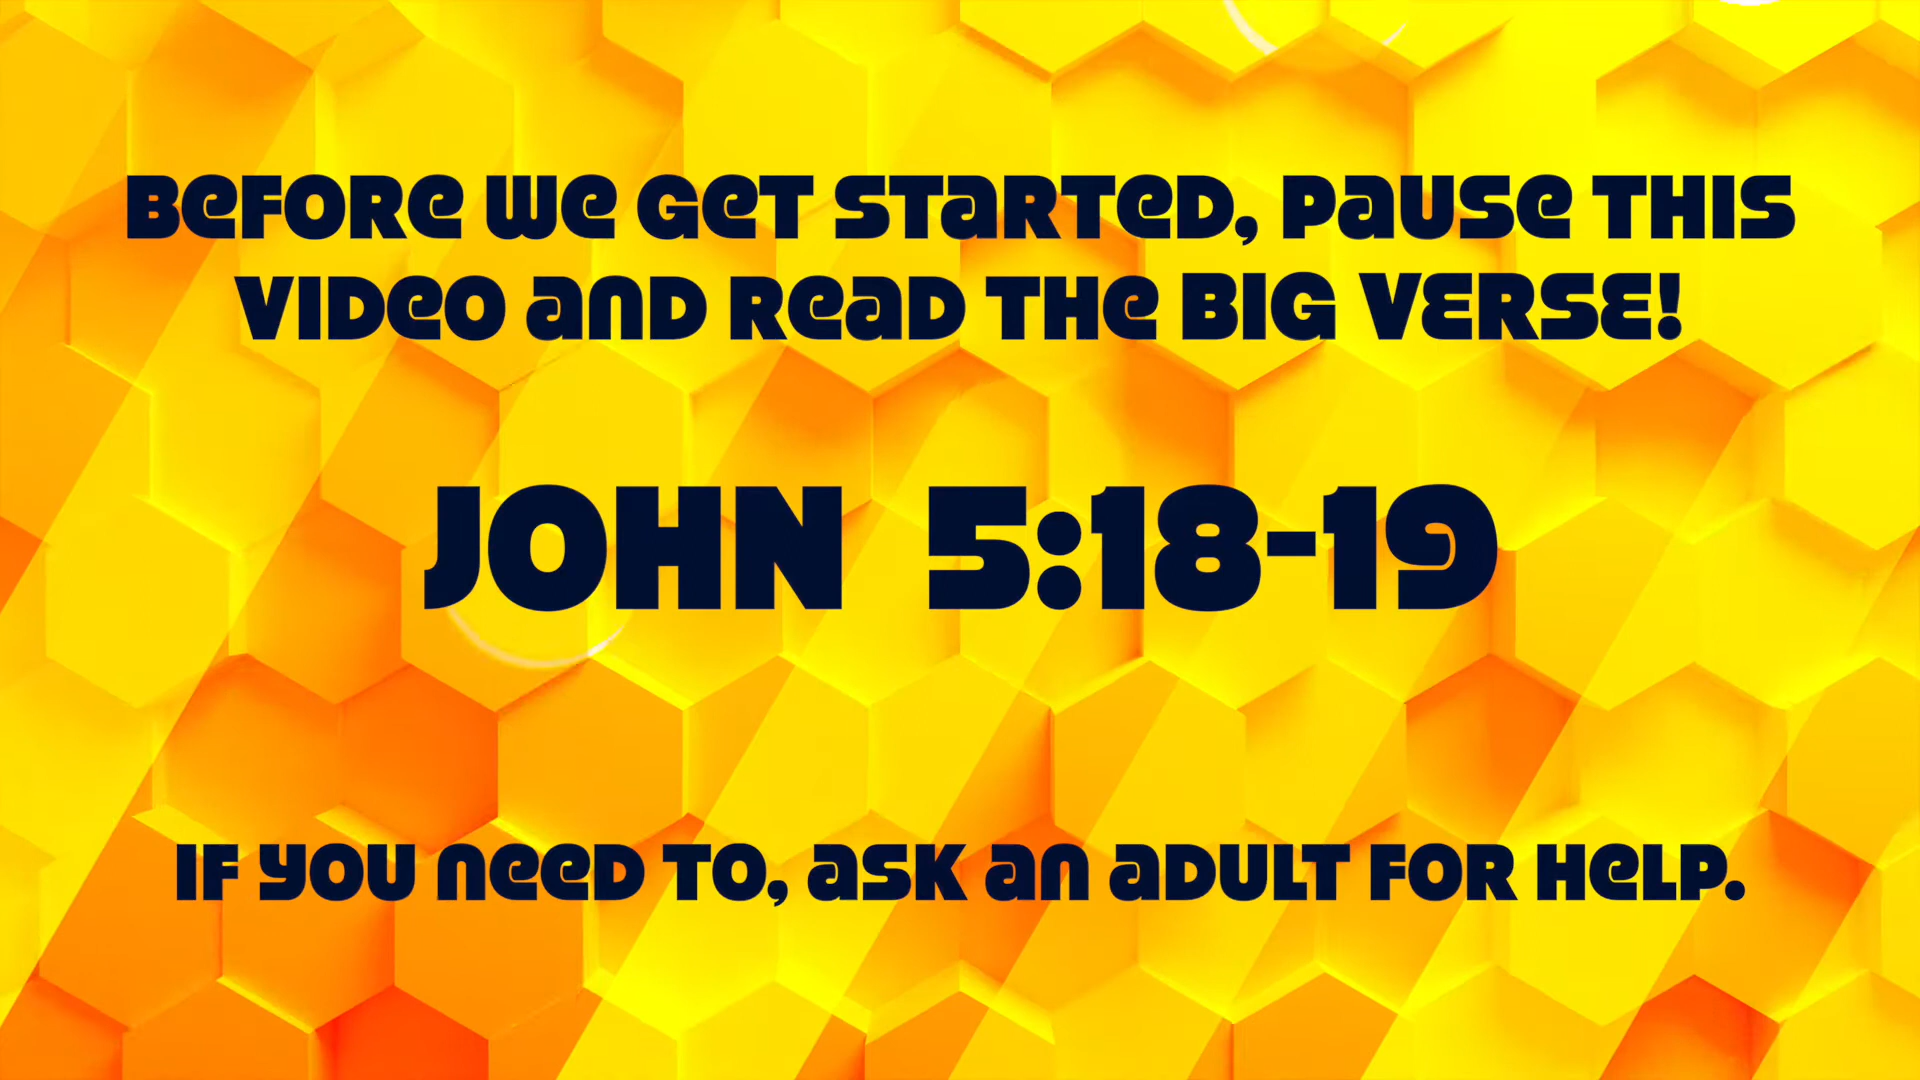 BeFORe We GeT STaRTeD, PaUSe THIS
VIDeO aND ReaD THe BIG VERSE!
JOHN 5:18-19
IF YOU NeeD TO, aSK aN aDULT FOR HeLP.